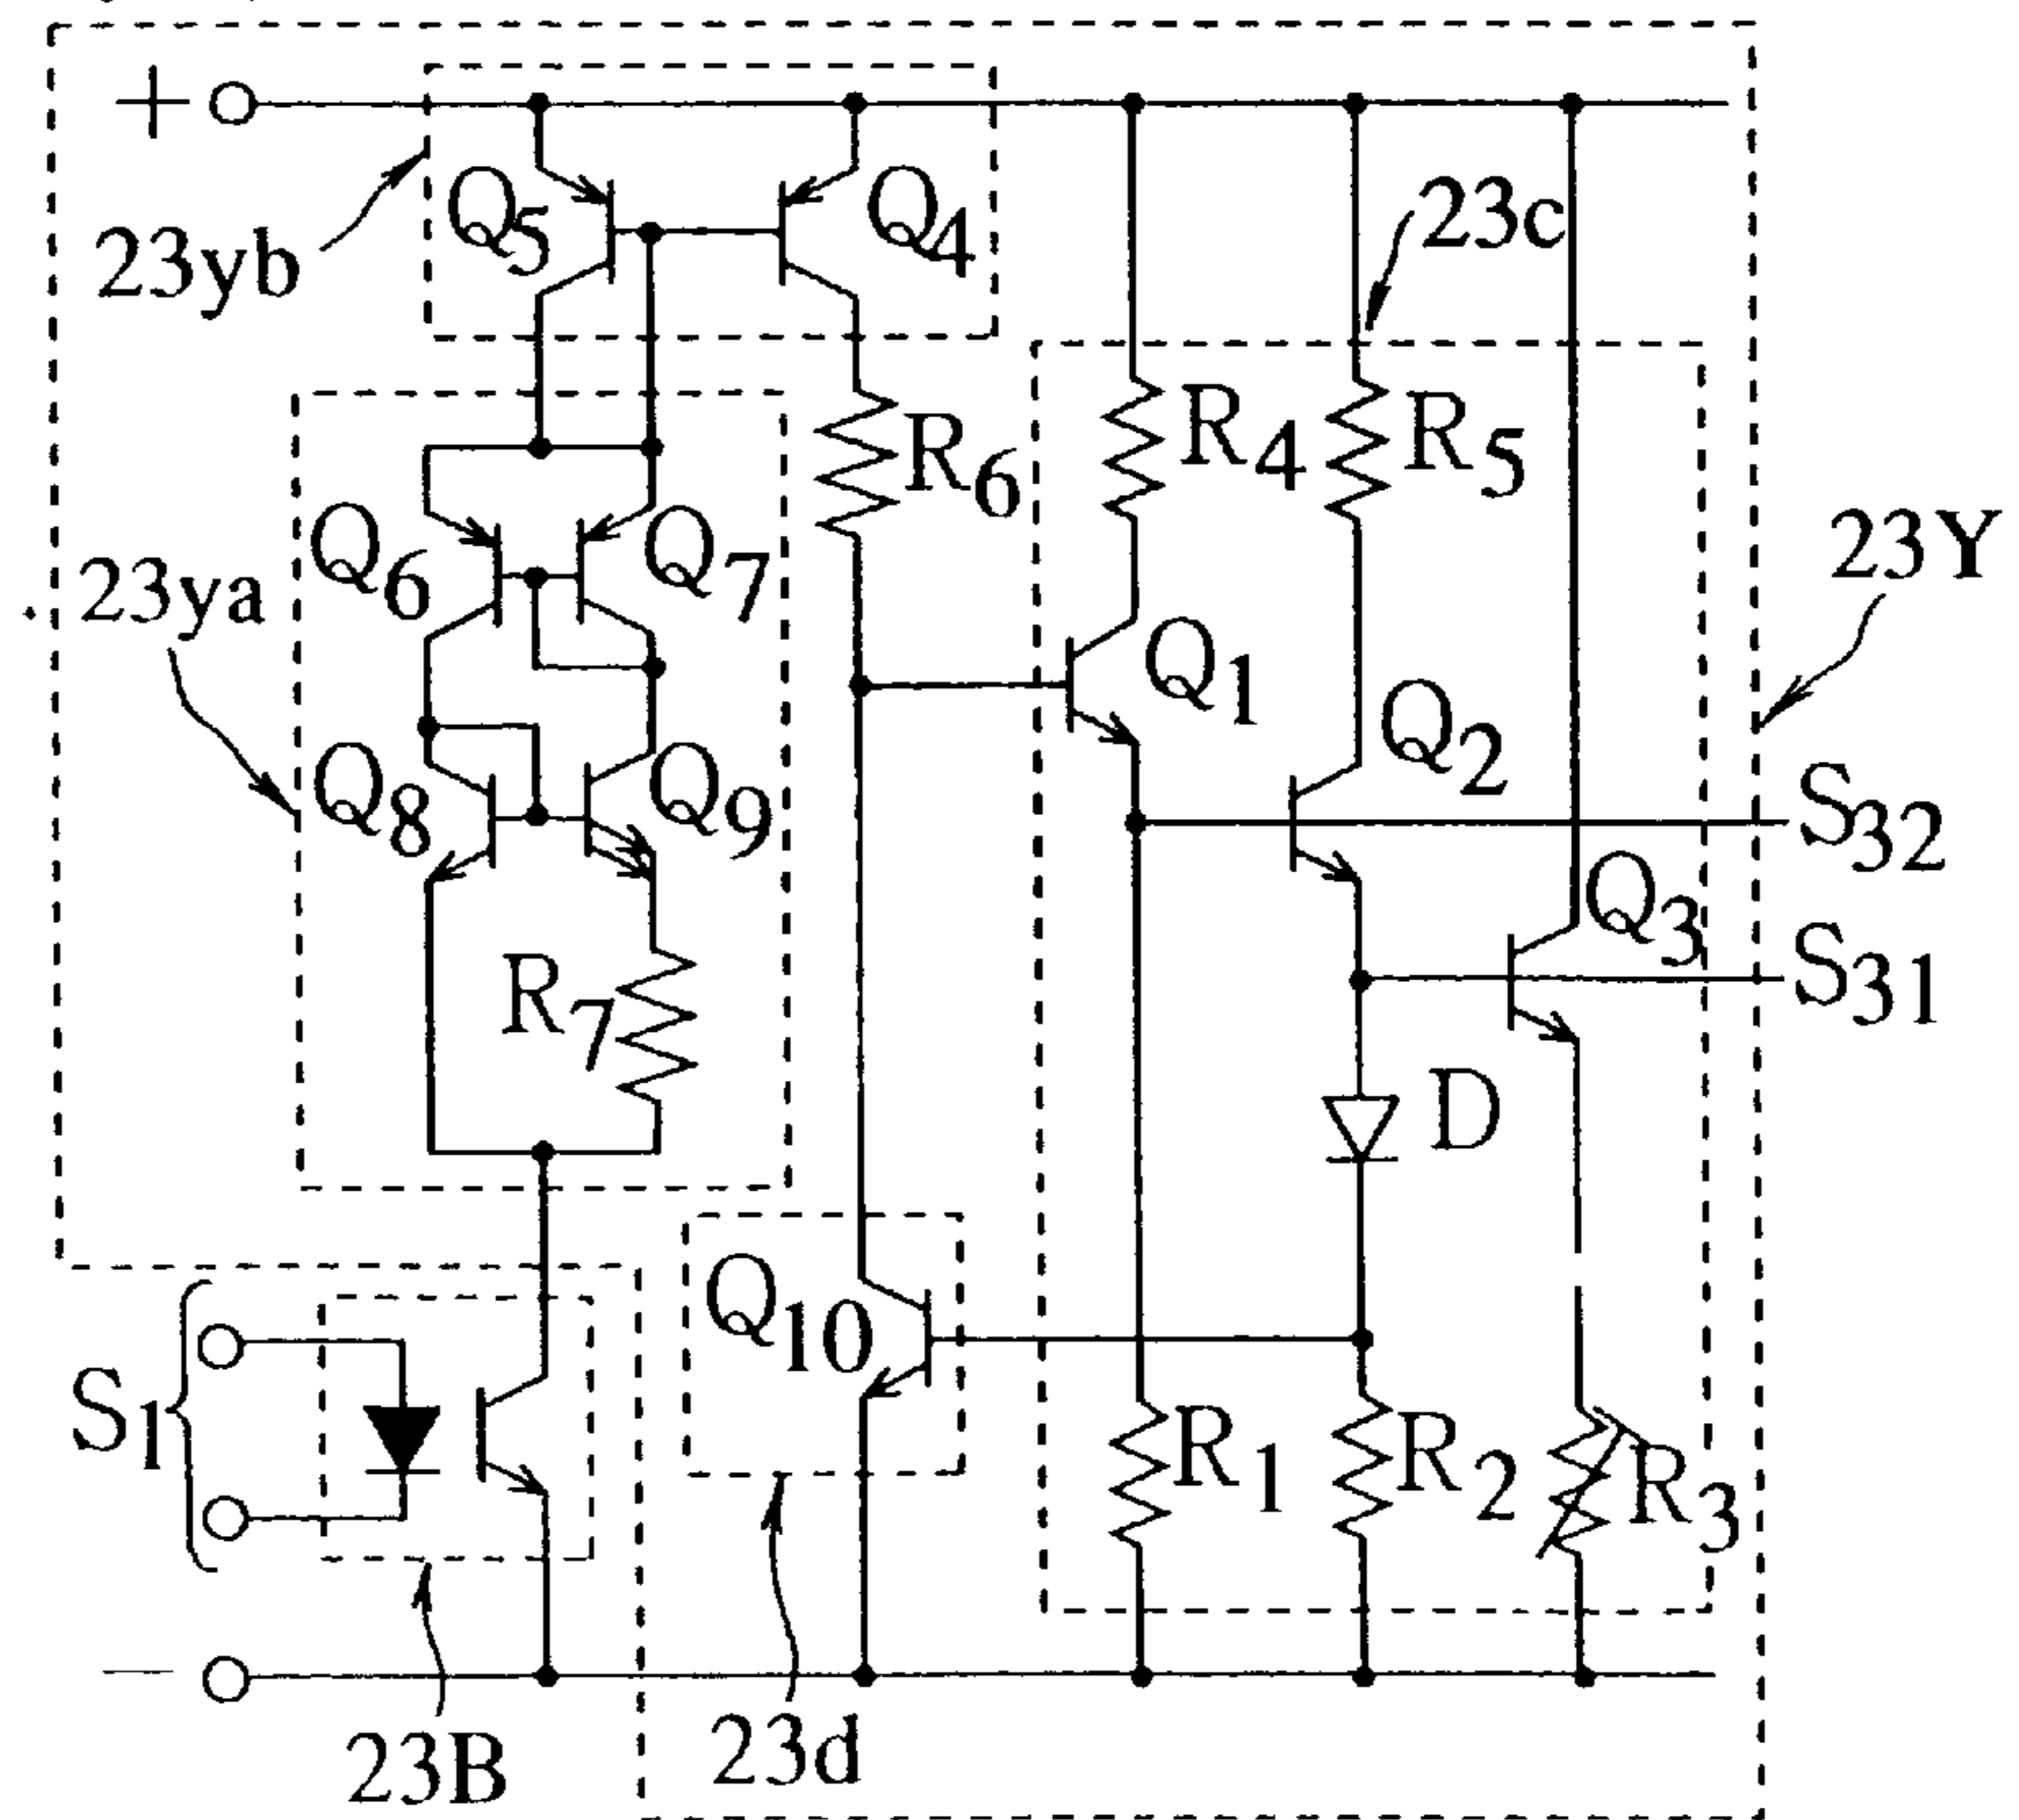 +
Q5
Q4
23yb
23c
R6
R4
R5
Q6
Q7
23Y
23ya
Q1
Q2
Q8
Q9
S32
Q3
S31
R7
D
Q10
S1
R1
R2
R3
—
23B
23d